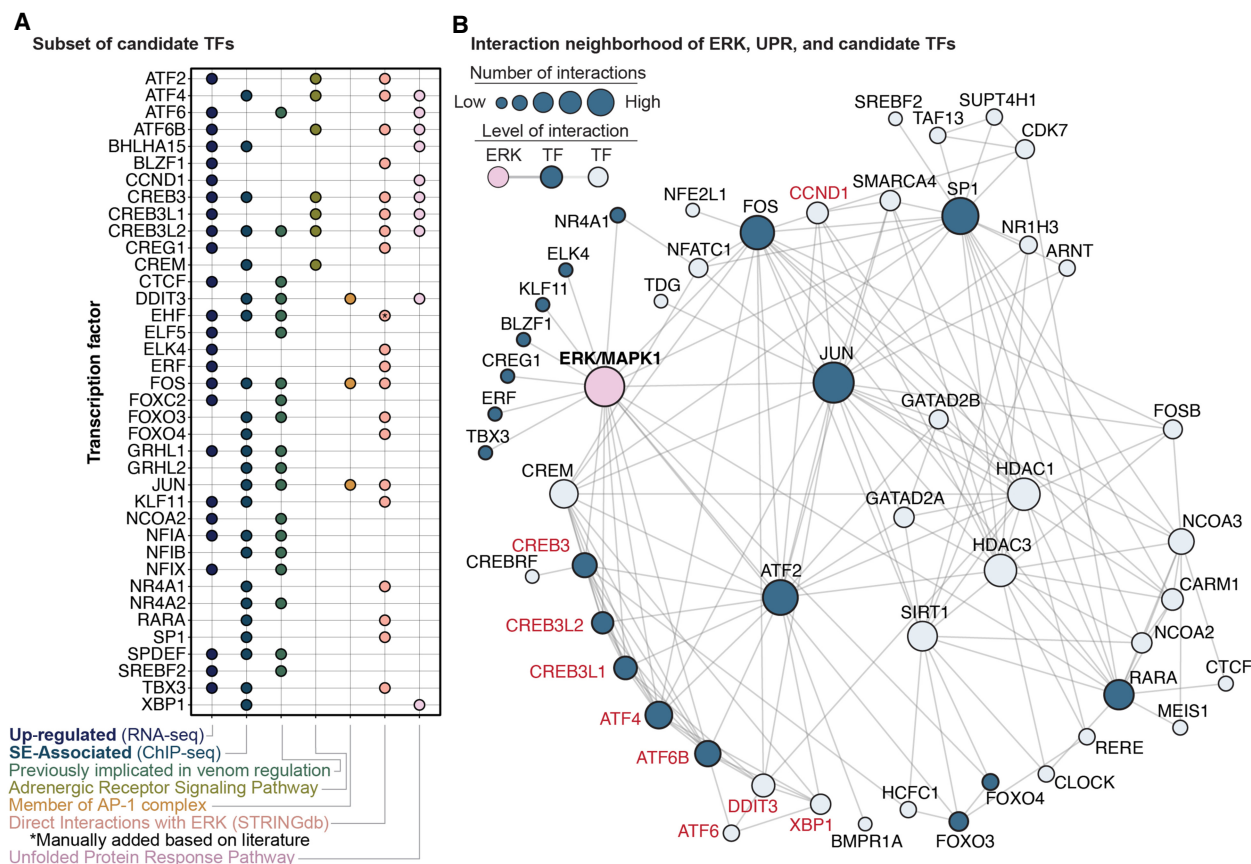 A
Subset of candidate TFs
Transcription factor
ATF2
ATF4
ATF6
ATF6B
BHLHA15
BLZF1
CCND1
CREB3
CREB3L1
CREB3L2
CREG1
CREM
CTCF
DDIT3
EHF
*
ELF5
ELK4
ERF
FOS
FOXC2
FOXO3
FOXO4
GRHL1
GRHL2
JUN
KLF11
NCOA2
NFIA
NFIB
NFIX
NR4A1
NR4A2
RARA
SP1
SPDEF
SREBF2
TBX3
XBP1
Up-regulated (RNA-seq)
SE-Associated (ChIP-seq)
Previously implicated in venom regulation
Adrenergic Receptor Signaling Pathway
Member of AP-1 complex
Direct Interactions with ERK (STRINGdb)
*Manually added based on literature
Unfolded Protein Response Pathway
B
Interaction neighborhood of ERK, UPR, and candidate TFs
Number of interactions
Low High
Level of interaction
ERK TF TF
SREBF2
SUPT4H1
TAF13
CDK7
NFE2L1
CCND1
SMARCA4
SP1
NR4A1
FOS
NR1H3
NFATC1
ARNT
ELK4
TDG
KLF11
BLZF1
CREG1
ERK/MAPK1
JUN
ERF
GATAD2B
FOSB
TBX3
CREM
HDAC1
GATAD2A
NCOA3
CREB3
HDAC3
CREBRF
ATF2
CARM1
CREB3L2
SIRT1
NCOA2
CREB3L1
RARA
CTCF
ATF4
MEIS1
ATF6B
RERE
CLOCK
DDIT3
HCFC1
FOXO4
ATF6
XBP1
BMPR1A
FOXO3